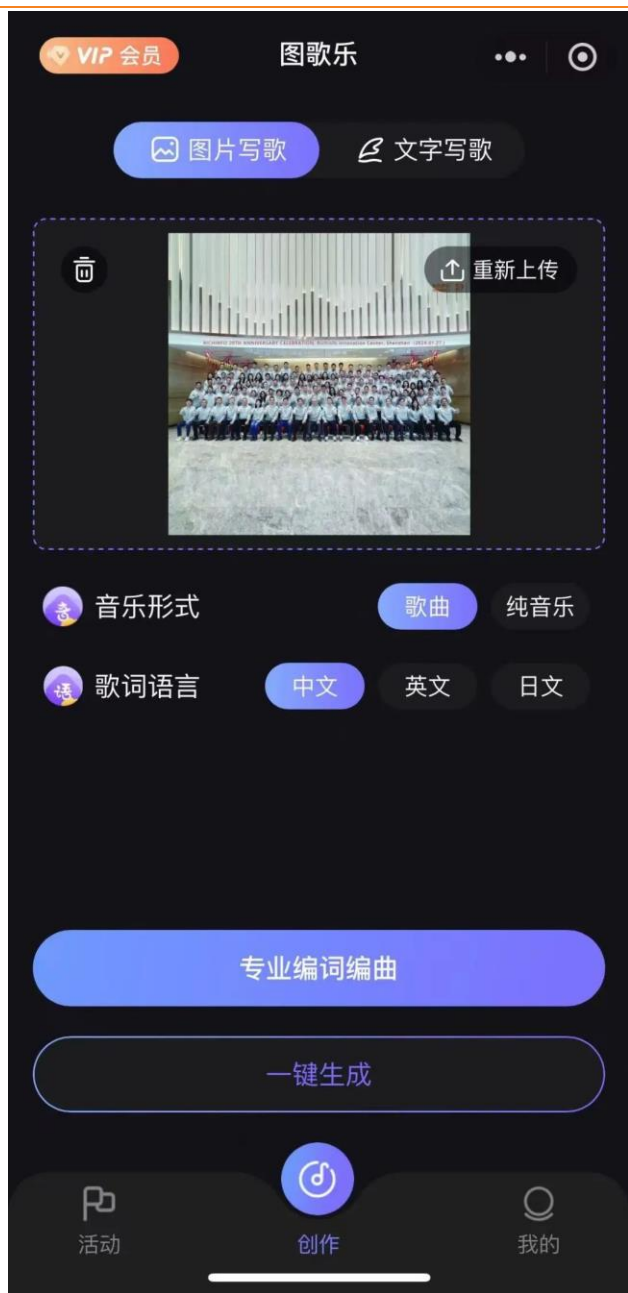 VIP 会员
图歌乐
图片写歌
文字写歌
重新上传
音乐形式
歌曲
纯音乐
歌词语言
中文
英文
日文
专业编词编曲
一键生成
活动
创作
我的